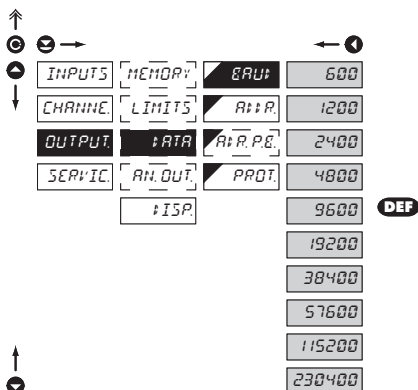 INPUTS MEMORY BAUD 600
CHANNE. LIMITS ADDR. 1200
OUTPUT. DATA ADR.P.B. 2400
SERVIC. AN. OUT. PROT. 4800
DISP. 9600 DEF
19200
38400
57600
115200
230400